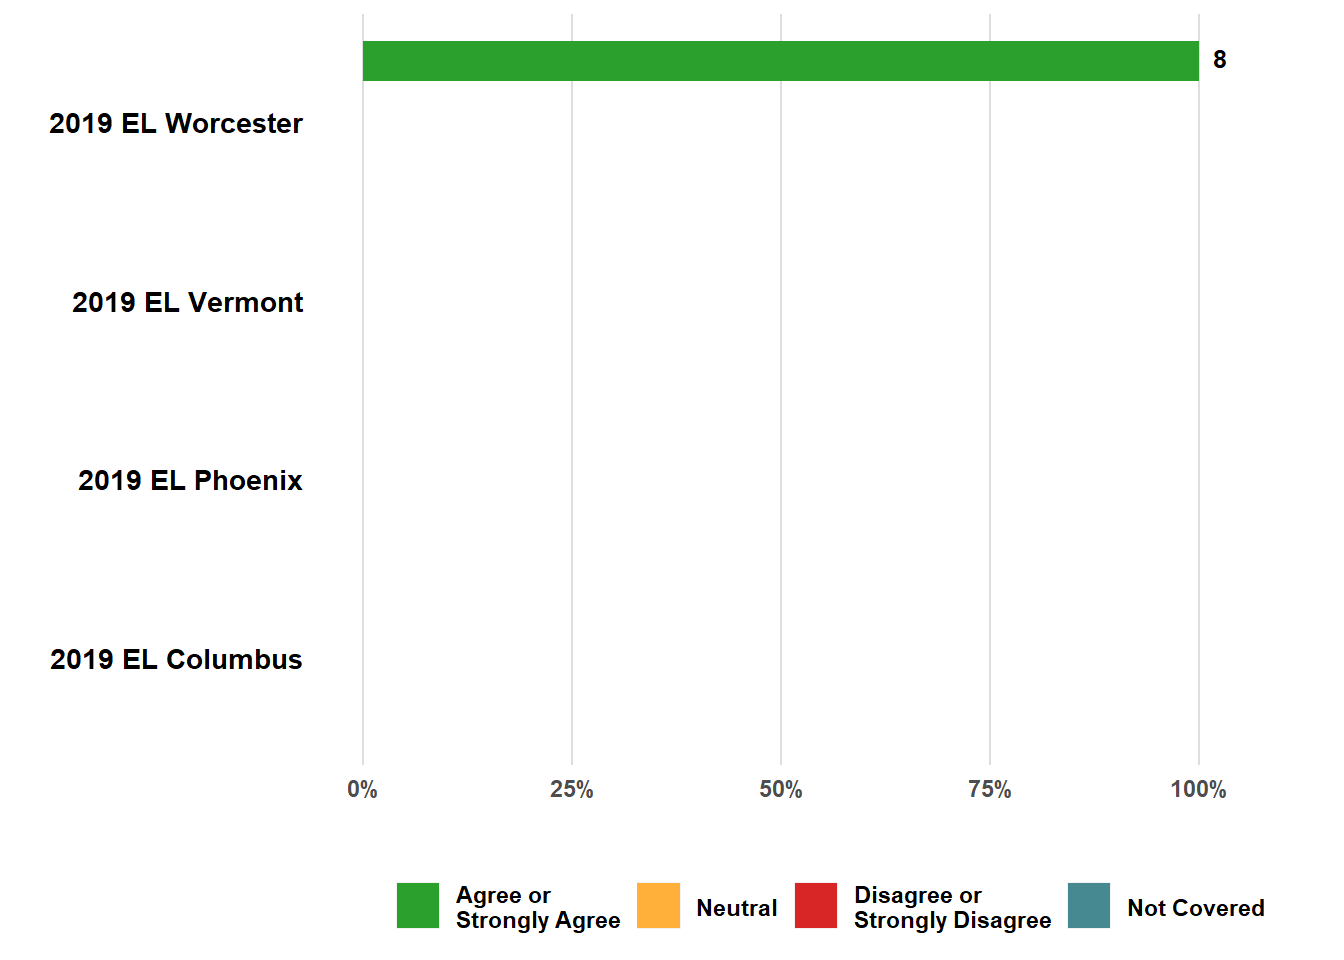 8
2019 EL Worcester
2019 EL Vermont
2019 EL Phoenix
2019 EL Columbus
0% 25% 50% 75% 100%
Agree or
Strongly Agree
Neutral
Disagree or
Strongly Disagree
Not Covered